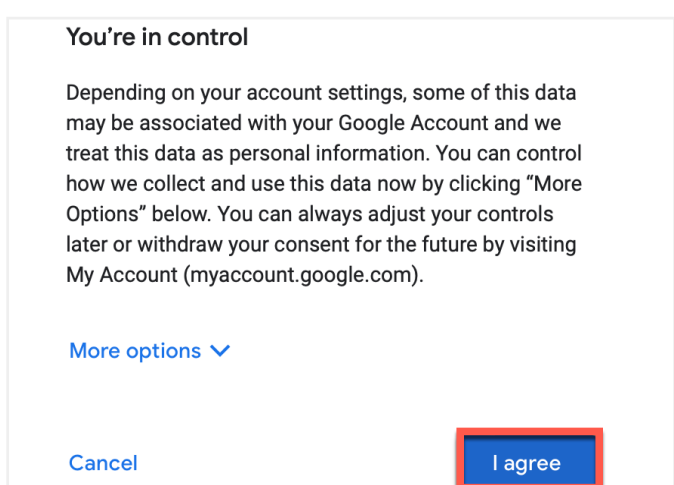 You’re in control
Depending on your account settings, some of this data
may be associated with your Google Account and we
treat this data as personal information. You can control
how we collect and use this data now by clicking “More
Options” below. You can always adjust your controls
later or withdraw your consent for the future by visiting
My Account (myaccount.google.com).
More options
Cancel
I agree